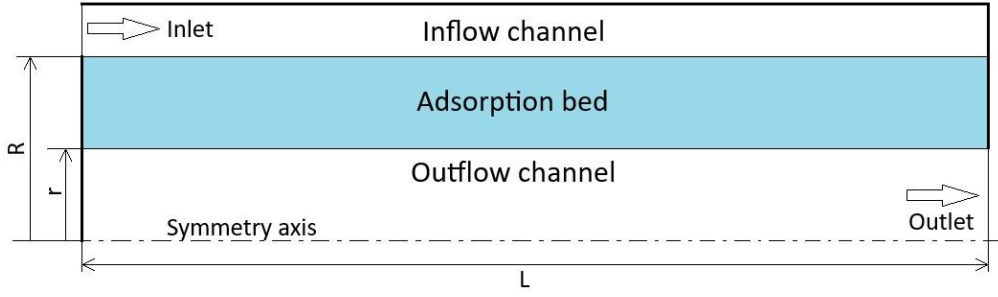 Inlet
Inflow channel
Adsorption bed
R
r
Outflow channel
Symmetry axis
Outlet
L